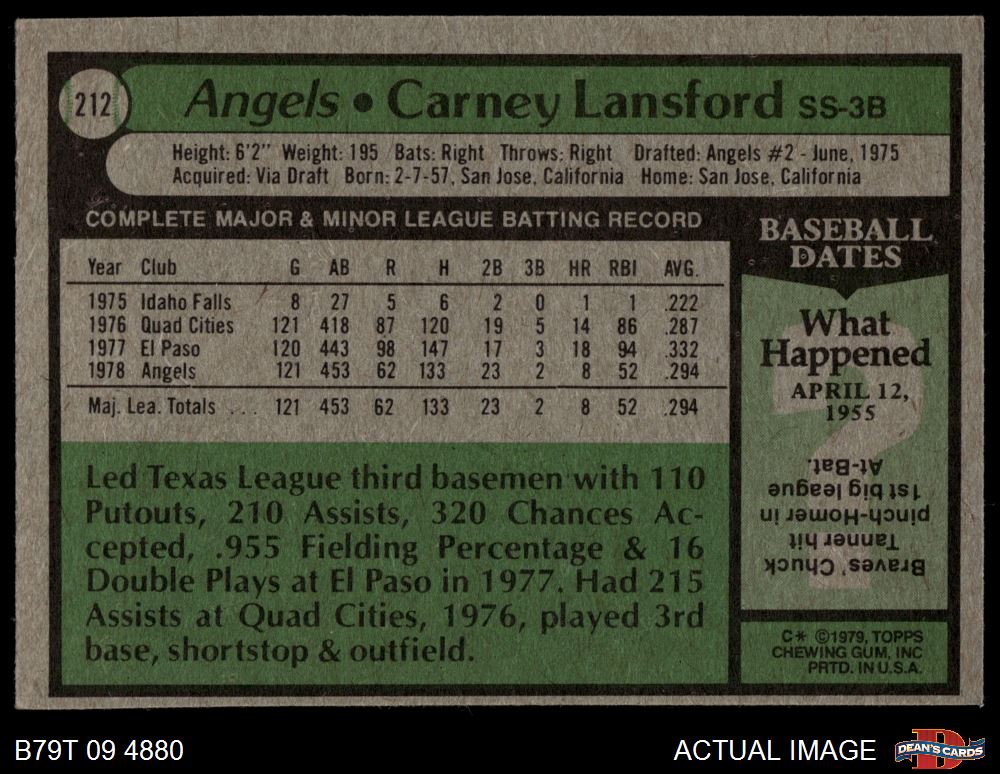 212
Angels • Carney Lansford SS-3B
Height: 6'2" Weight: 195 Bats: Right Throws: Right Drafted: Angels #2 - June, 1975
Acquired: Via Draft Born: 2-7-57, San Jose, California Home: San Jose, California
COMPLETE MAJOR & MINOR LEAGUE BATTING RECORD
Year Club G AB R H 2B 3B HR RBI AVG.
1975 Idaho Falls 8 27 5 6 2 0 1 1 .222
1976 Quad Cities 121 418 87 120 19 5 14 86 .287
1977 El Paso 120 443 98 147 17 3 18 94 .332
1978 Angels 121 453 62 133 23 2 8 52 .294
Maj. Lea. Totals ... 121 453 62 133 23 2 8 52 .294
Led Texas League third basemen with 110
Putouts, 210 Assists, 320 Chances Ac-
cepted, .955 Fielding Percentage & 16
Double Plays at El Paso in 1977. Had 215
Assists at Quad Cities, 1976, played 3rd
base, shortstop & outfield.
BASEBALL
DATES
What
Happened
APRIL 12,
1955
?
Braves' Chuck
Tanner hit
pinch-Homer in
1st big league
At-Bat.
C* ©1979, TOPPS
CHEWING GUM, INC
PRTD. IN U.S.A.
B79T 09 4880
ACTUAL IMAGE
D
DEAN'S CARDS